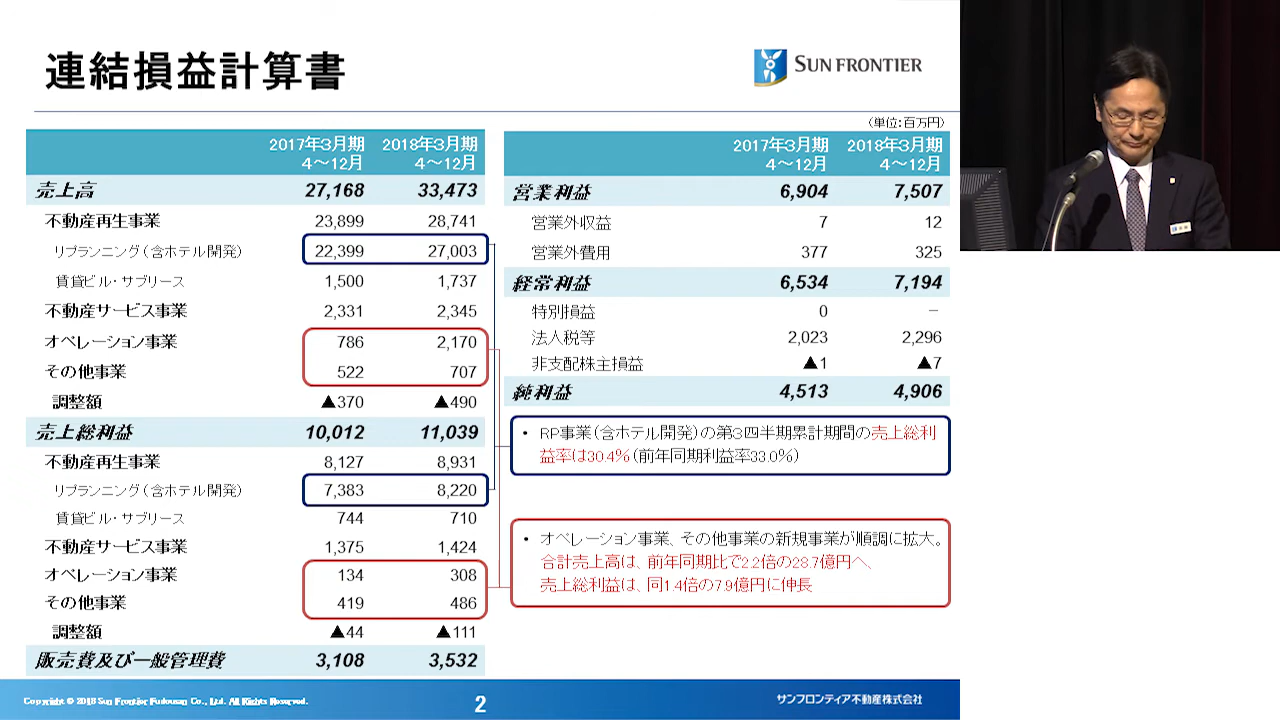 連結損益計算書
SUN FRONTIER
(単位:百万円)
2017年3月期 2018年3月期
4～12月 4～12月
売上高 27,168 33,473
不動産再生事業 23,899 28,741
リプランニング(含ホテル開発) 22,399 27,003
賃貸ビル・サブリース 1,500 1,737
不動産サービス事業 2,331 2,345
オペレーション事業 786 2,170
その他事業 522 707
調整額 ▲370 ▲490
売上総利益 10,012 11,039
不動産再生事業 8,127 8,931
リプランニング(含ホテル開発) 7,383 8,220
賃貸ビル・サブリース 744 710
不動産サービス事業 1,375 1,424
オペレーション事業 134 308
その他事業 419 486
調整額 ▲44 ▲111
販売費及び一般管理費 3,108 3,532
2017年3月期 2018年3月期
4～12月 4～12月
営業利益 6,904 7,507
営業外収益 7 12
営業外費用 377 325
経常利益 6,534 7,194
特別損益 0 －
法人税等 2,023 2,296
非支配株主損益 ▲1 ▲7
純利益 4,513 4,906
・ RP事業(含ホテル開発)の第3四半期累計期間の売上総利
益率は30.4%(前年同期利益率33.0%)
・ オペレーション事業、その他事業の新規事業が順調に拡大。
合計売上高は、前年同期比で2.2倍の28.7億円へ、
売上総利益は、同1.4倍の7.9億円に伸長
Copyright © 2018 Sun Frontier Fudousan Co., Ltd. All Rights Reserved.
2
サンフロンティア不動産株式会社